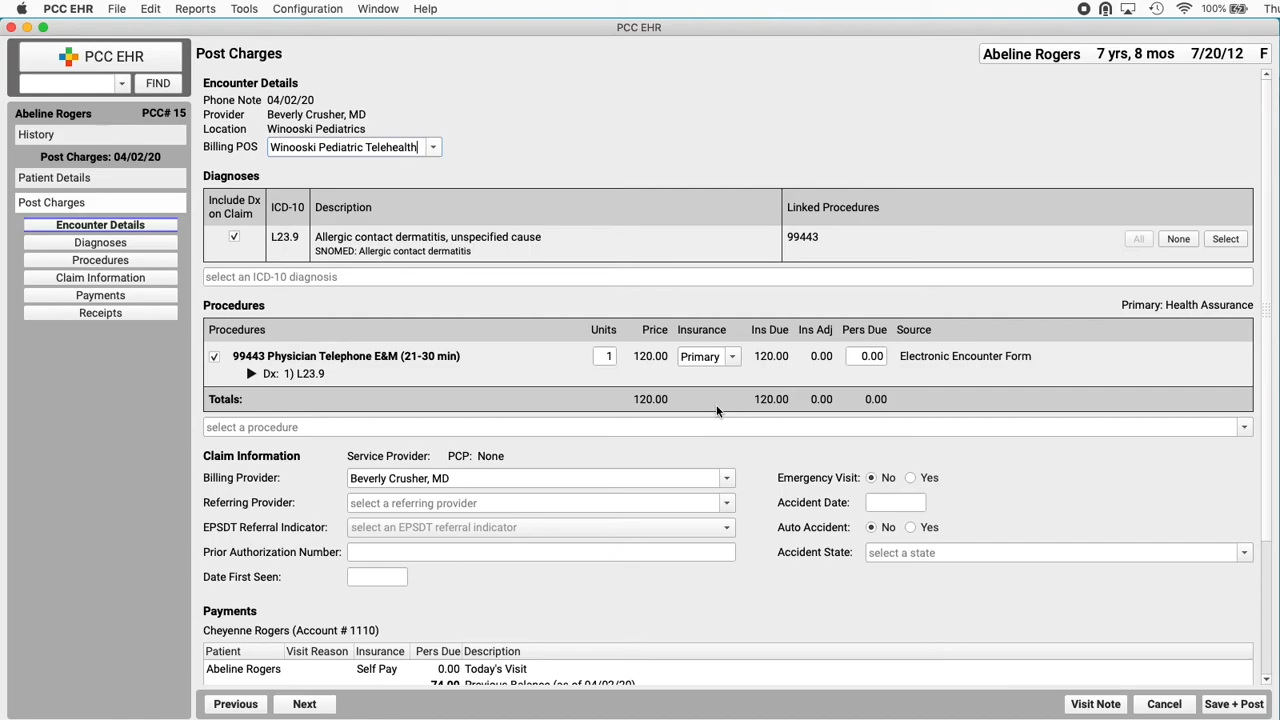 PCC EHR File Edit Reports Tools Configuration Window Help 100% Thu
PCC EHR
PCC EHR
FIND
Abeline Rogers PCC# 15
History
Post Charges: 04/02/20
Patient Details
Post Charges
Encounter Details
Diagnoses
Procedures
Claim Information
Payments
Receipts
Post Charges Abeline Rogers 7 yrs, 8 mos 7/20/12 F
Encounter Details
Phone Note 04/02/20
Provider Beverly Crusher, MD
Location Winooski Pediatrics
Billing POS Winooski Pediatric Telehealth
Diagnoses
Include Dx on Claim ICD-10 Description Linked Procedures
L23.9 Allergic contact dermatitis, unspecified cause 99443 All None Select
SNOMED: Allergic contact dermatitis
select an ICD-10 diagnosis
Procedures Primary: Health Assurance
Procedures Units Price Insurance Ins Due Ins Adj Pers Due Source
99443 Physician Telephone E&M (21-30 min) 1 120.00 Primary 120.00 0.00 0.00 Electronic Encounter Form
Dx: 1) L23.9
Totals: 120.00 120.00 0.00 0.00
select a procedure
Claim Information Service Provider: PCP: None
Billing Provider: Beverly Crusher, MD Emergency Visit: No Yes
Referring Provider: select a referring provider Accident Date:
EPSDT Referral Indicator: select an EPSDT referral indicator Auto Accident: No Yes
Prior Authorization Number: Accident State: select a state
Date First Seen:
Payments
Cheyenne Rogers (Account # 1110)
Patient Visit Reason Insurance Pers Due Description
Abeline Rogers Self Pay 0.00 Today's Visit
74.00 Previous Balance (as of 04/02/20)
Previous Next Visit Note Cancel Save + Post